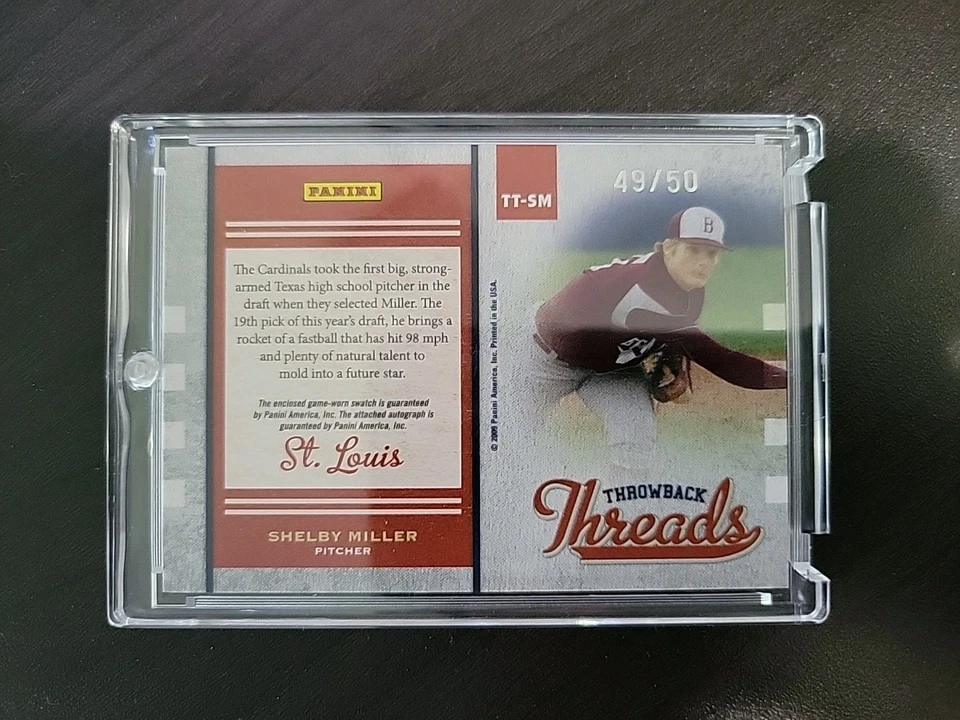 PANINI
The Cardinals took the first big, strong-
armed Texas high school pitcher in the
draft when they selected Miller. The
19th pick of this year's draft, he brings a
rocket of a fastball that has hit 98 mph
and plenty of natural talent to
mold into a future star.
The enclosed game-worn swatch is guaranteed
by Panini America, Inc. The attached autograph is
guaranteed by Panini America, Inc.
St. Louis
SHELBY MILLER
PITCHER
© 2009 Panini America, Inc. Printed in the USA.
TT-SM
49/50
B
THROWBACK
Threads